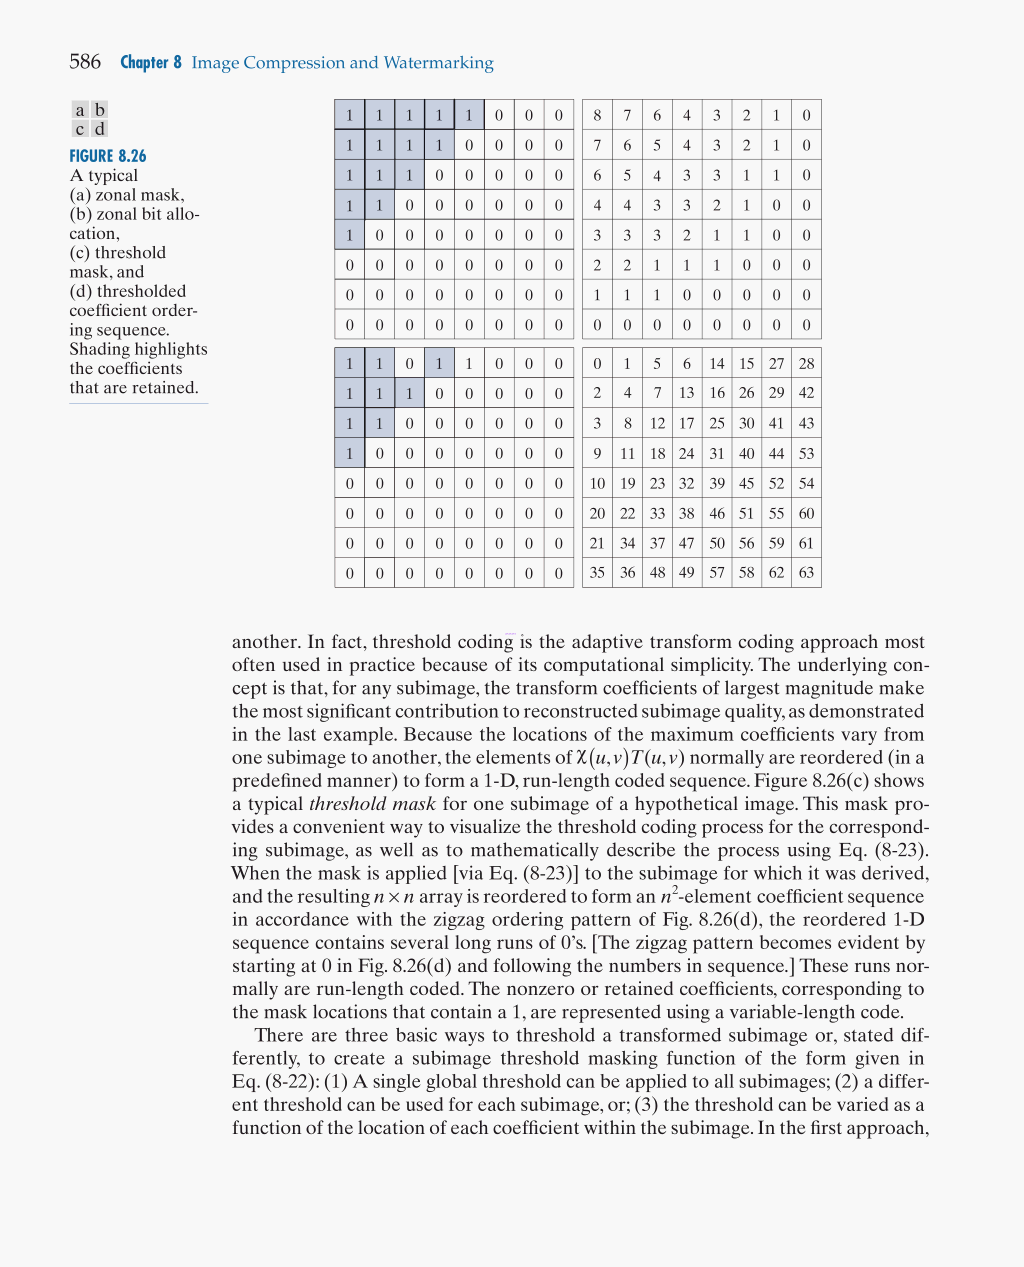 586 Chapter 8 Image Compression and Watermarking
a b
c d
FIGURE 8.26
A typical
(a) zonal mask,
(b) zonal bit allo-
cation,
(c) threshold
mask, and
(d) thresholded
coefficient order-
ing sequence.
Shading highlights
the coefficients
that are retained.
1 1 1 1 1 0 0 0 8 7 6 4 3 2 1 0
1 1 1 1 0 0 0 0 7 6 5 4 3 2 1 0
1 1 1 0 0 0 0 0 6 5 4 3 3 1 1 0
1 1 0 0 0 0 0 0 4 4 3 3 2 1 0 0
1 0 0 0 0 0 0 0 3 3 3 2 1 1 0 0
0 0 0 0 0 0 0 0 2 2 1 1 1 0 0 0
0 0 0 0 0 0 0 0 1 1 1 0 0 0 0 0
0 0 0 0 0 0 0 0 0 0 0 0 0 0 0 0
1 1 0 1 1 0 0 0 0 1 5 6 14 15 27 28
1 1 1 0 0 0 0 0 2 4 7 13 16 26 29 42
1 1 0 0 0 0 0 0 3 8 12 17 25 30 41 43
1 0 0 0 0 0 0 0 9 11 18 24 31 40 44 53
0 0 0 0 0 0 0 0 10 19 23 32 39 45 52 54
0 0 0 0 0 0 0 0 20 22 33 38 46 51 55 60
0 0 0 0 0 0 0 0 21 34 37 47 50 56 59 61
0 0 0 0 0 0 0 0 35 36 48 49 57 58 62 63
another. In fact, threshold coding is the adaptive transform coding approach most
often used in practice because of its computational simplicity. The underlying con-
cept is that, for any subimage, the transform coefficients of largest magnitude make
the most significant contribution to reconstructed subimage quality, as demonstrated
in the last example. Because the locations of the maximum coefficients vary from
one subimage to another, the elements of χ(u,v)T(u,v) normally are reordered (in a
predefined manner) to form a 1-D, run-length coded sequence. Figure 8.26(c) shows
a typical threshold mask for one subimage of a hypothetical image. This mask pro-
vides a convenient way to visualize the threshold coding process for the correspond-
ing subimage, as well as to mathematically describe the process using Eq. (8-23).
When the mask is applied [via Eq. (8-23)] to the subimage for which it was derived,
and the resulting n × n array is reordered to form an n²-element coefficient sequence
in accordance with the zigzag ordering pattern of Fig. 8.26(d), the reordered 1-D
sequence contains several long runs of 0's. [The zigzag pattern becomes evident by
starting at 0 in Fig. 8.26(d) and following the numbers in sequence.] These runs nor-
mally are run-length coded. The nonzero or retained coefficients, corresponding to
the mask locations that contain a 1, are represented using a variable-length code.
There are three basic ways to threshold a transformed subimage or, stated dif-
ferently, to create a subimage threshold masking function of the form given in
Eq. (8-22): (1) A single global threshold can be applied to all subimages; (2) a differ-
ent threshold can be used for each subimage, or; (3) the threshold can be varied as a
function of the location of each coefficient within the subimage. In the first approach,